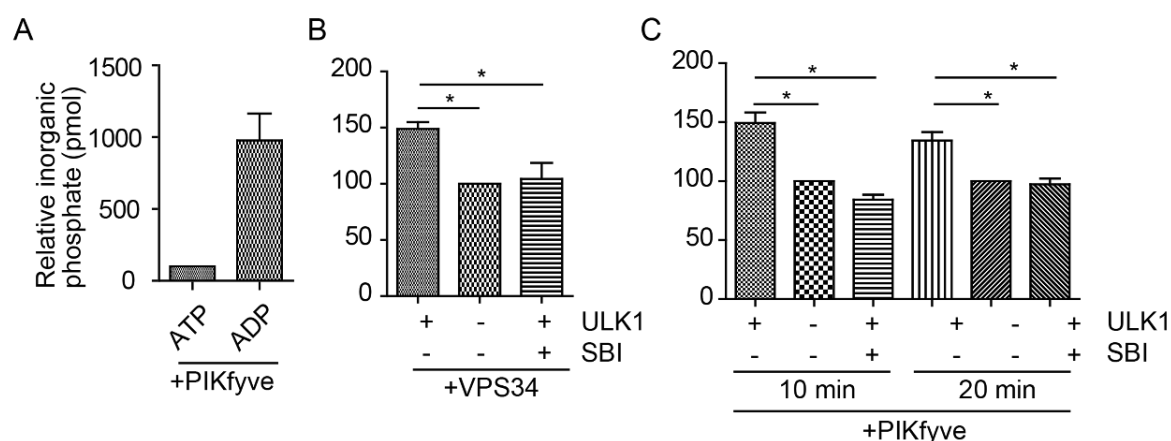 A
Relative inorganic
phosphate (pmol)
1500
1000
500
0
ATP
ADP
+PIKfyve
B
200
150
100
50
0
*
*
+ - + ULK1
- - + SBI
+VPS34
C
200
150
100
50
0
*
*
*
*
+ - + + - + ULK1
- - + - - + SBI
10 min
20 min
+PIKfyve